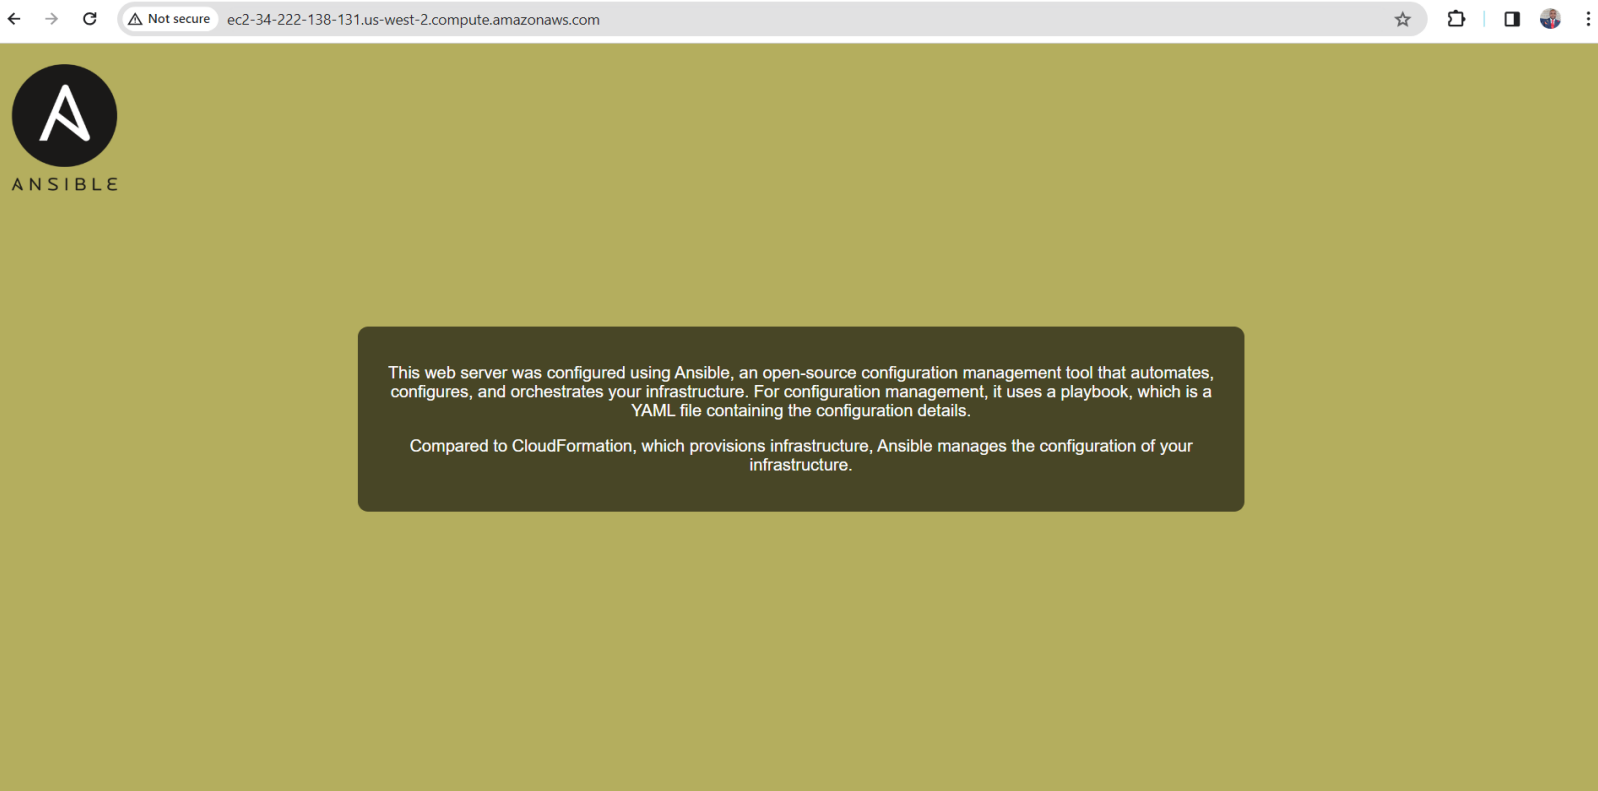 Not secure
ec2-34-222-138-131.us-west-2.compute.amazonaws.com
ANSIBLE
This web server was configured using Ansible, an open-source configuration management tool that automates,
configures, and orchestrates your infrastructure. For configuration management, it uses a playbook, which is a
YAML file containing the configuration details.
Compared to CloudFormation, which provisions infrastructure, Ansible manages the configuration of your
infrastructure.